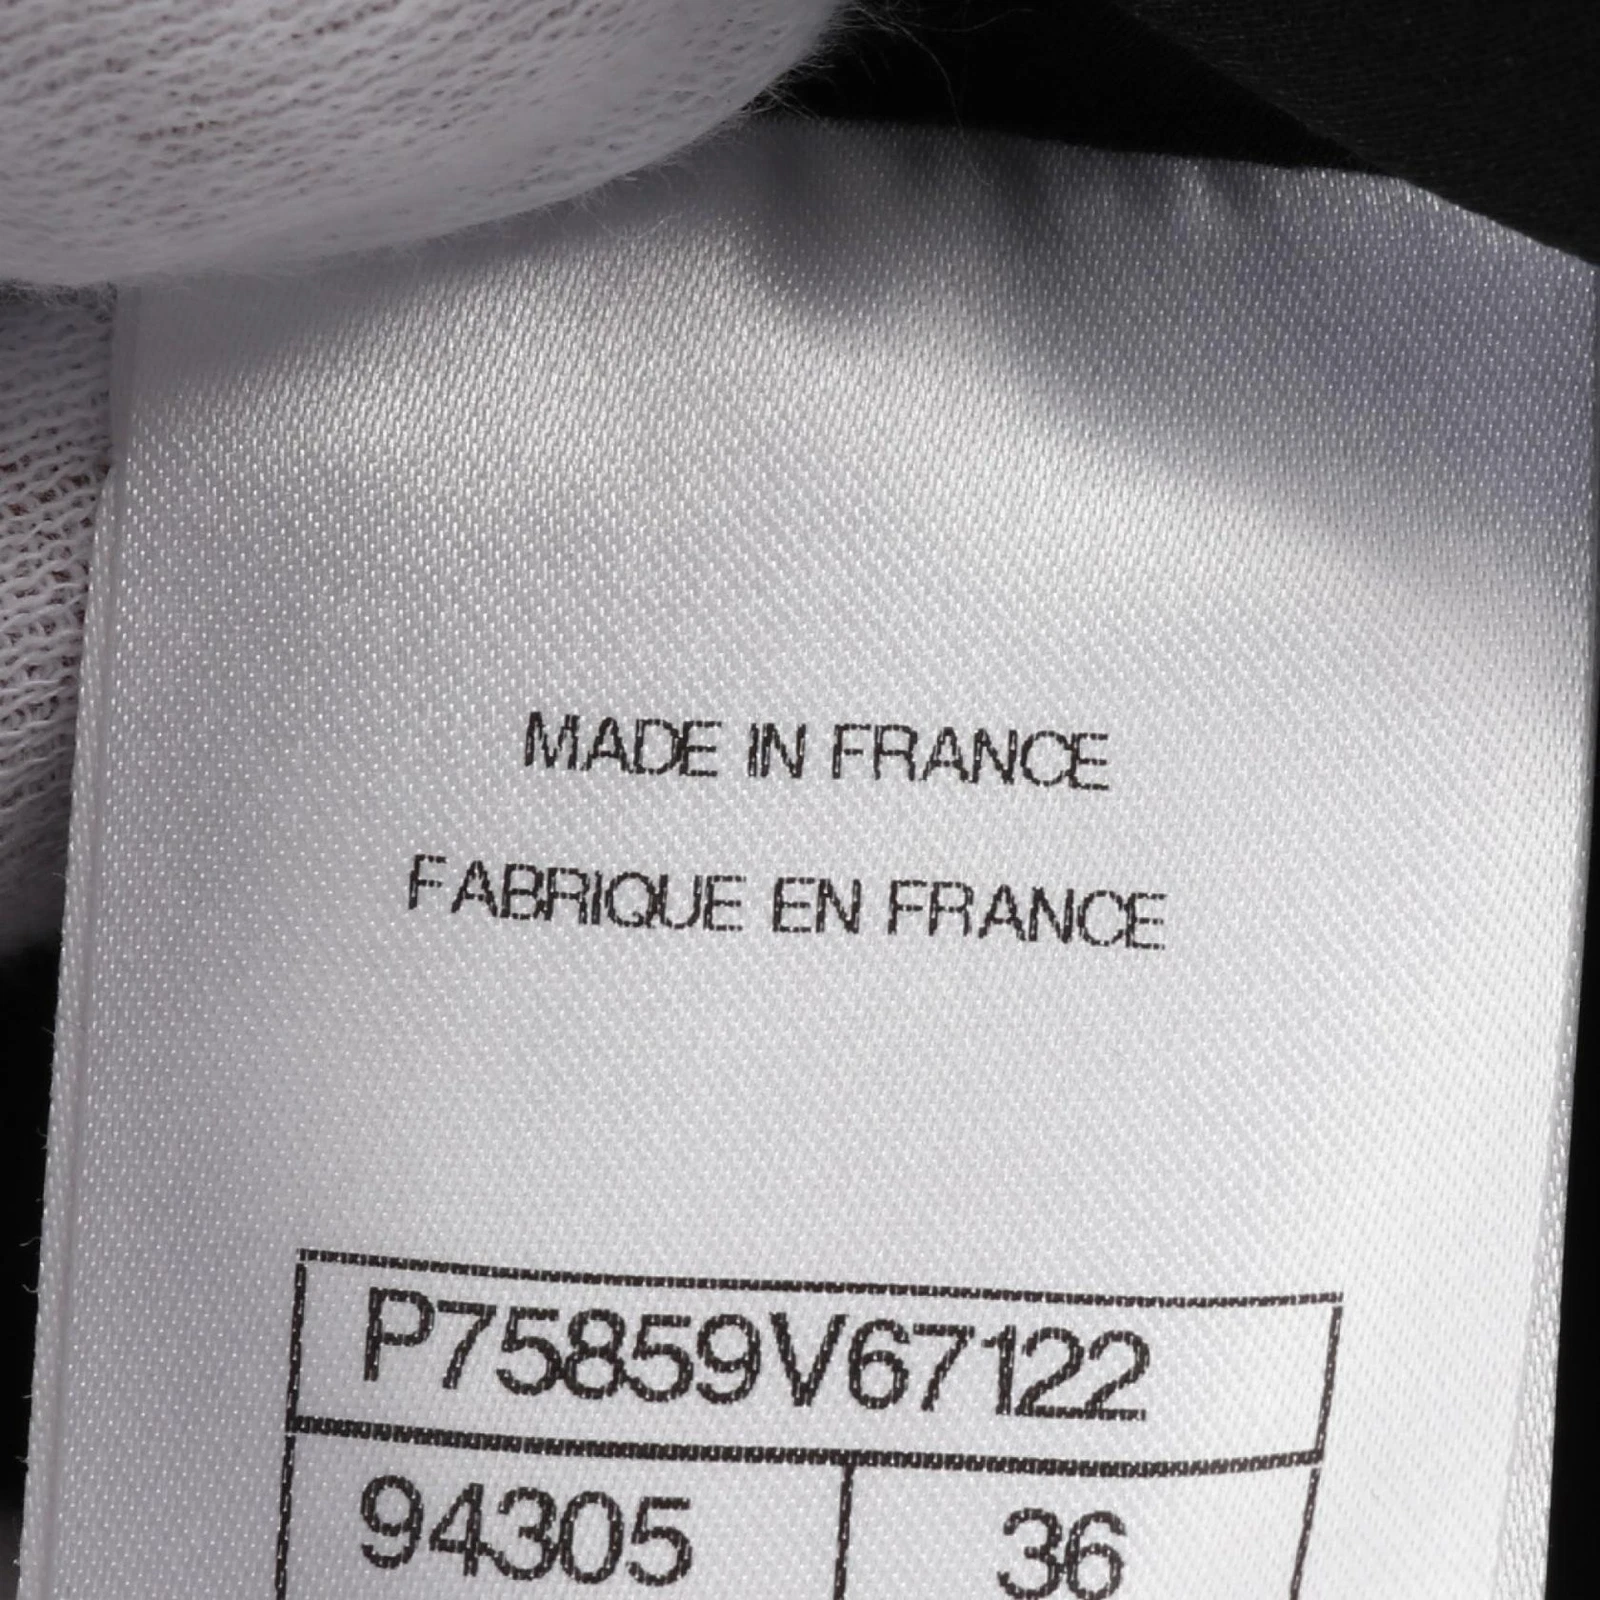 MADE IN FRANCE
FABRIQUE EN FRANCE
P75859V67122
94305 36